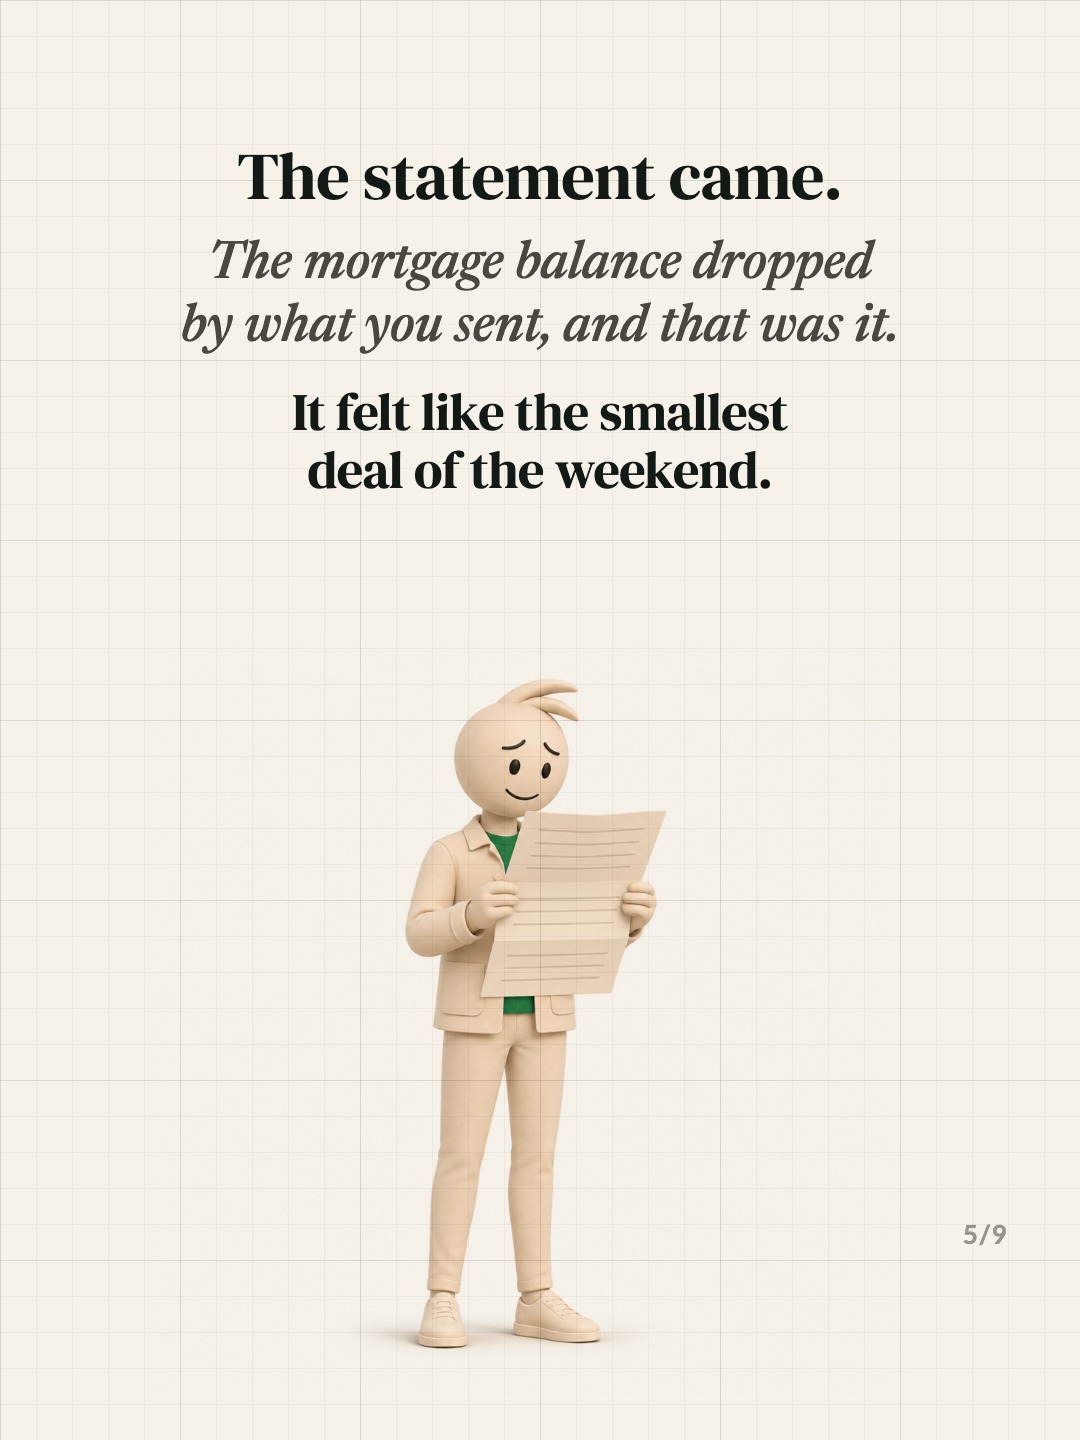 The statement came.
The mortgage balance dropped
by what you sent, and that was it.
It felt like the smallest
deal of the weekend.
5/9